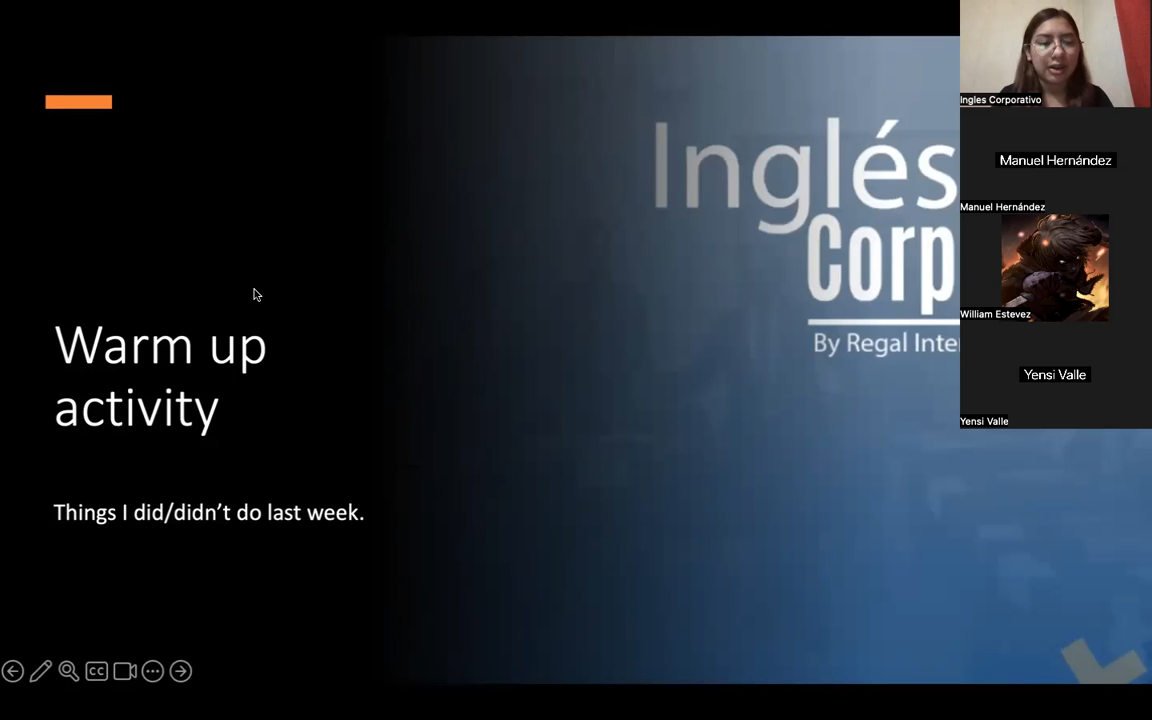 Inglés
Corp
By Regal Inte
Warm up
activity
Things I did/didn't do last week.
CC
Ingles Corporativo
Manuel Hernández
Manuel Hernández
William Estevez
Yensi Valle
Yensi Valle